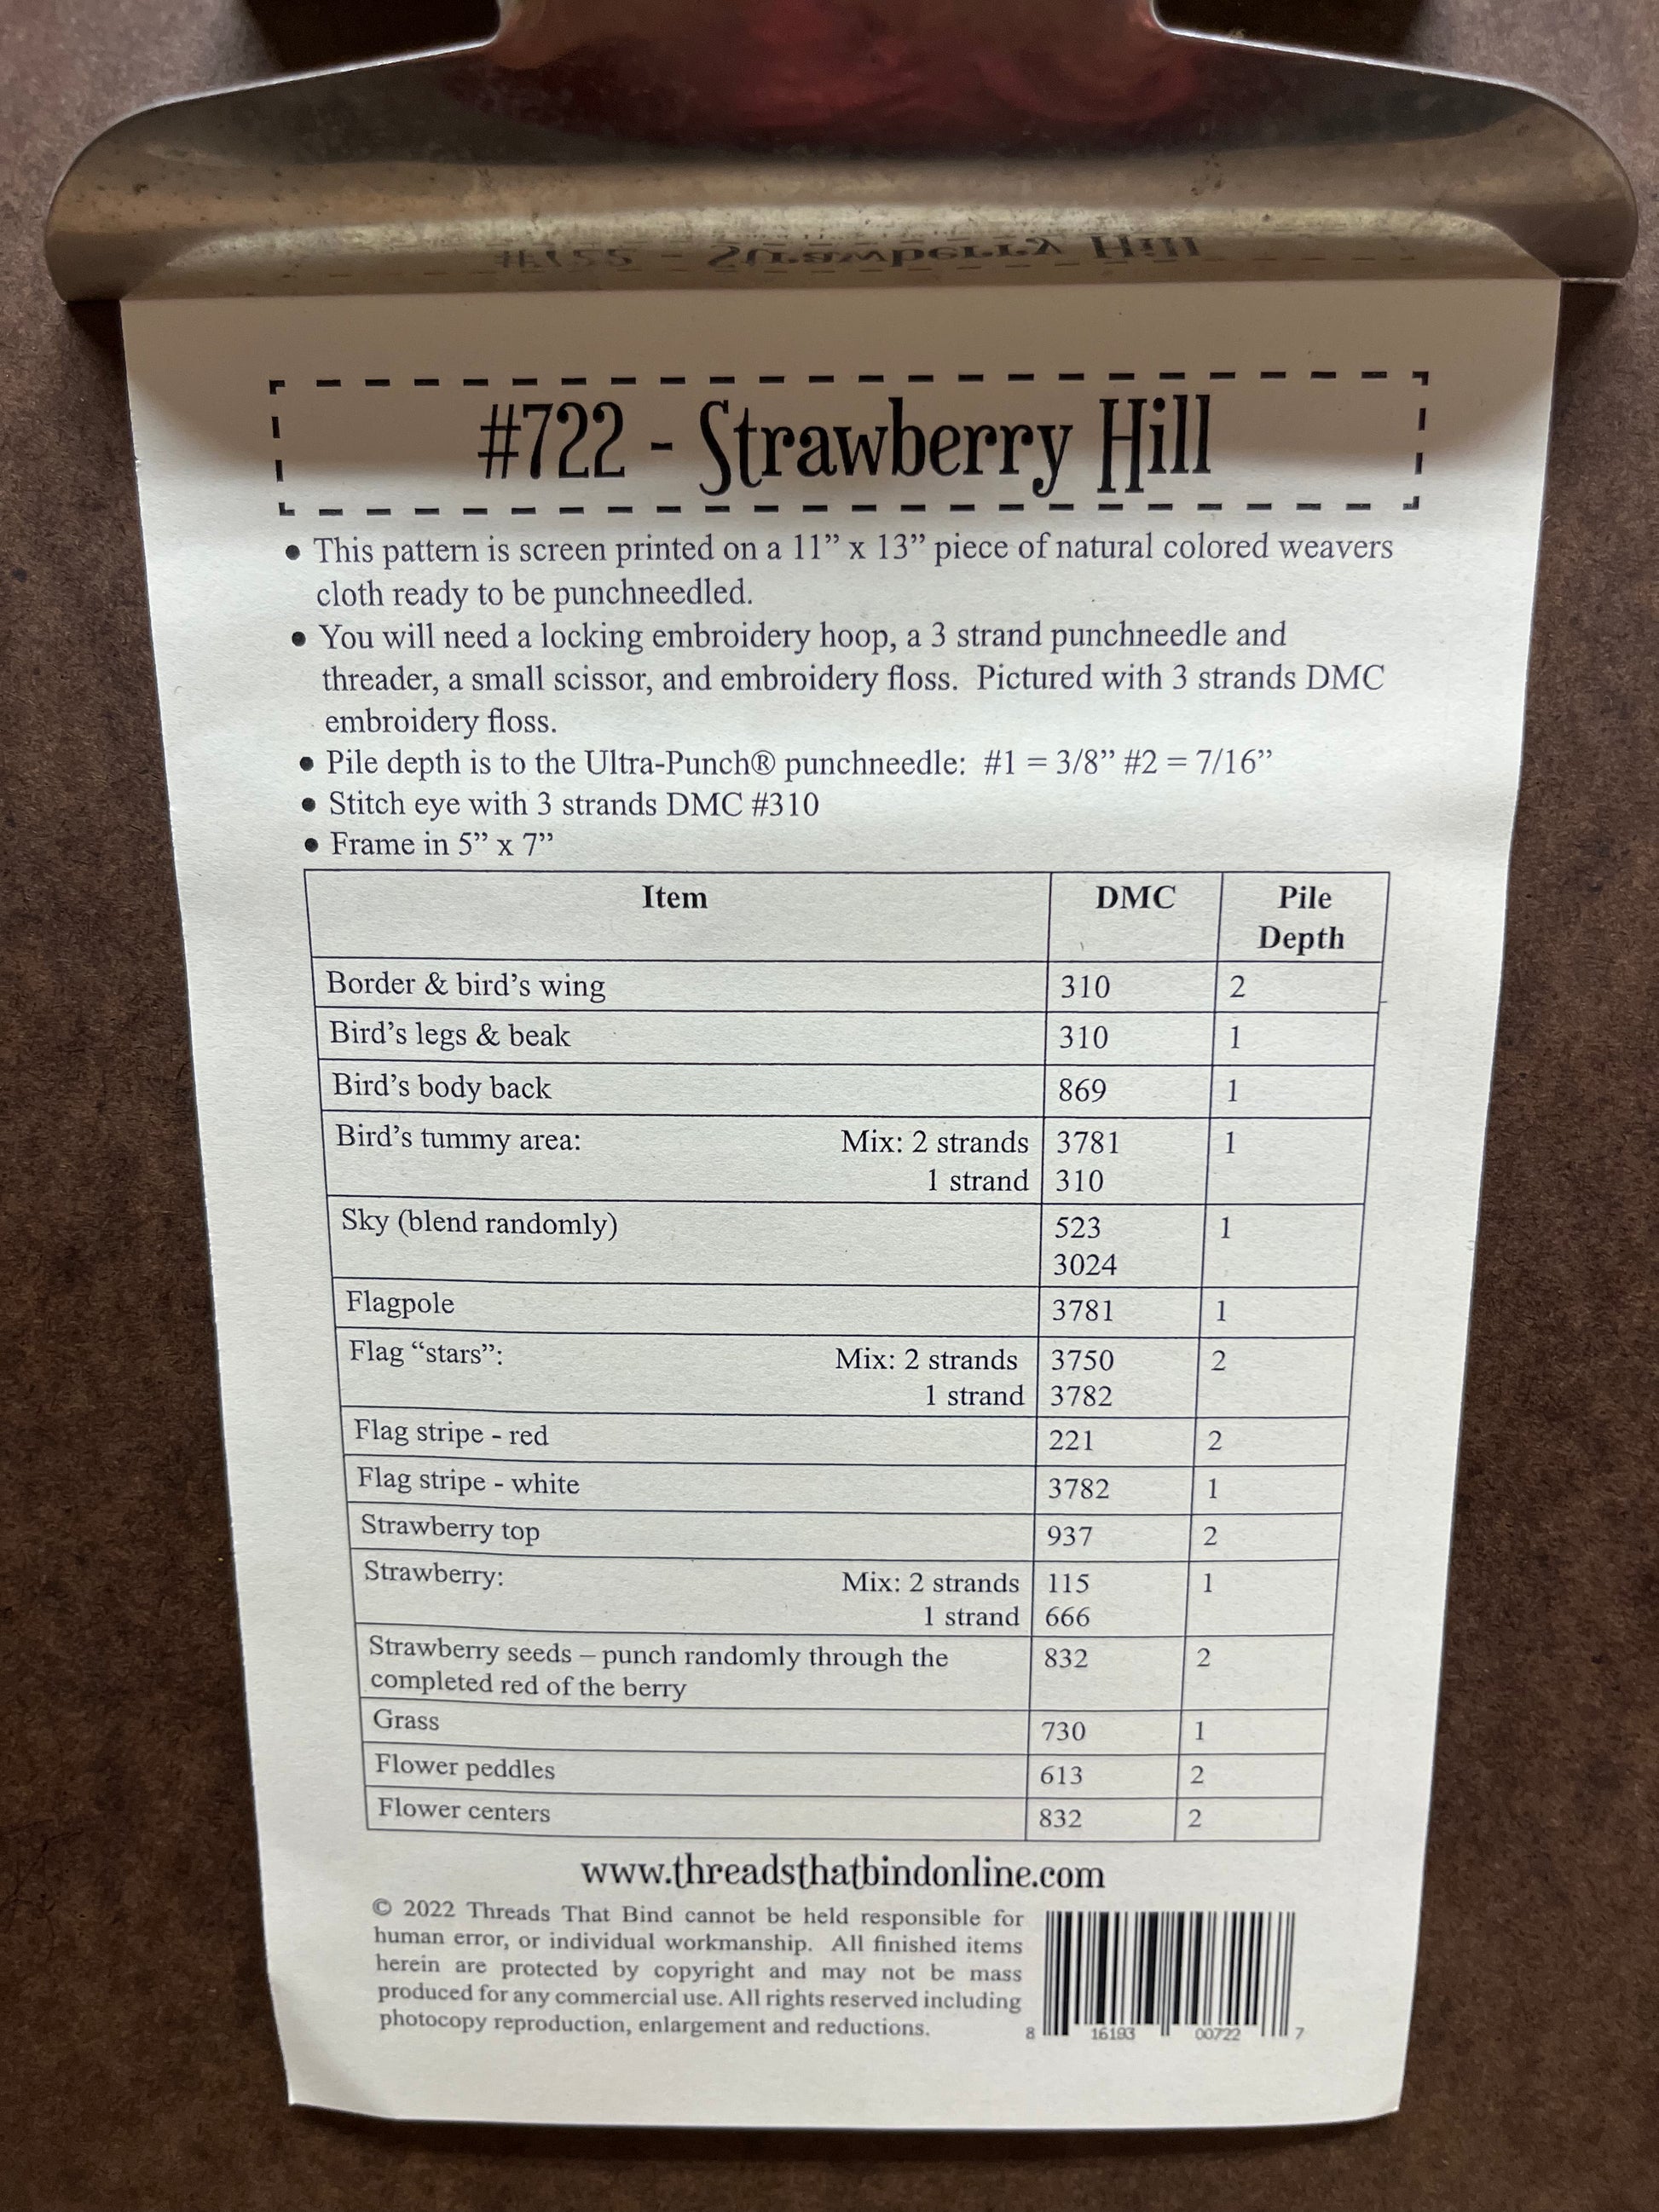 #722 - Strawberry Hill
#722 - Strawberry Hill
• This pattern is screen printed on a 11” x 13” piece of natural colored weavers
cloth ready to be punchneedled.
• You will need a locking embroidery hoop, a 3 strand punchneedle and
threader, a small scissor, and embroidery floss.  Pictured with 3 strands DMC
embroidery floss.
• Pile depth is to the Ultra-Punch® punchneedle:  #1 = 3/8” #2 = 7/16”
• Stitch eye with 3 strands DMC #310
• Frame in 5” x 7”
Item DMC Pile
Depth
Border & bird’s wing 310 2
Bird’s legs & beak 310 1
Bird’s body back 869 1
Bird’s tummy area: Mix: 2 strands 3781 1
1 strand 310
Sky (blend randomly) 523 1
3024
Flagpole 3781 1
Flag “stars”: Mix: 2 strands 3750 2
1 strand 3782
Flag stripe - red 221 2
Flag stripe - white 3782 1
Strawberry top 937 2
Strawberry: Mix: 2 strands 115 1
1 strand 666
Strawberry seeds – punch randomly through the 832 2
completed red of the berry
Grass 730 1
Flower peddles 613 2
Flower centers 832 2
www.threadsthatbindonline.com
© 2022 Threads That Bind cannot be held responsible for
human error, or individual workmanship.  All finished items
herein are protected by copyright and may not be mass
produced for any commercial use. All rights reserved including
photocopy reproduction, enlargement and reductions.
8 16193 00722 7